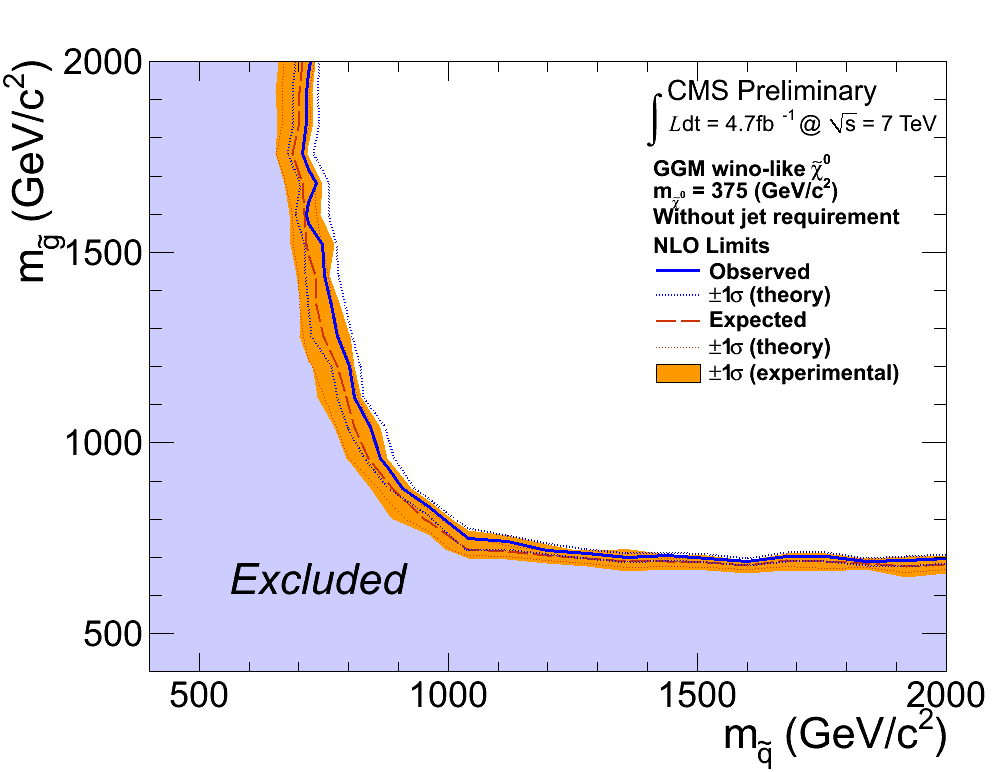 2000
1500
1000
500
m_g̃ (GeV/c²)
CMS Preliminary
∫ Ldt = 4.7fb ⁻¹ @ √s = 7 TeV
GGM wino-like χ̃⁰
m_χ̃⁰ = 375 (GeV/c²)
Without jet requirement
NLO Limits
Observed
±1σ (theory)
Expected
±1σ (theory)
±1σ (experimental)
Excluded
500 1000 1500 2000
m_q̃ (GeV/c²)